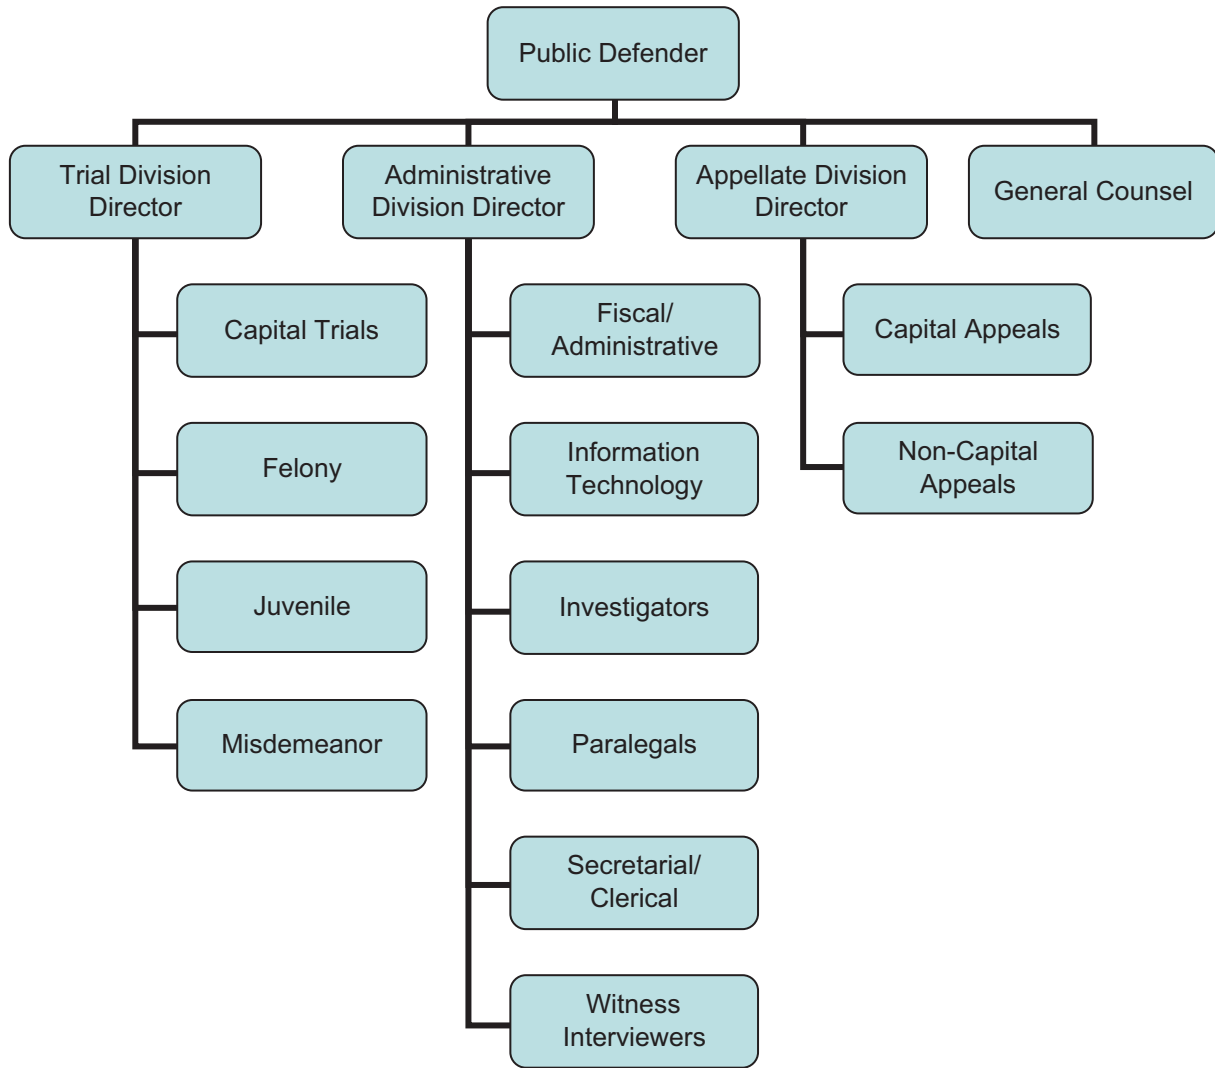 Public Defender
Trial Division
Director
Administrative
Division Director
Appellate Division
Director
General Counsel
Capital Trials
Felony
Juvenile
Misdemeanor
Fiscal/
Administrative
Information
Technology
Investigators
Paralegals
Secretarial/
Clerical
Witness
Interviewers
Capital Appeals
Non-Capital
Appeals